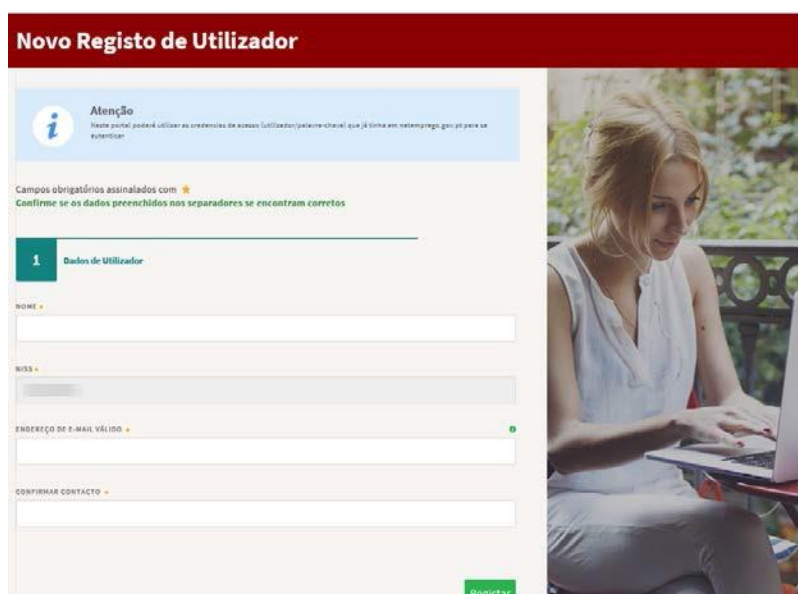 Novo Registo de Utilizador
Atenção
Neste portal poderá utilizar as credenciais de acesso (utilizador/palavra-chave) que já tinha em netemprego.gov.pt para se
autenticar
Campos obrigatórios assinalados com
Confirme se os dados preenchidos nos separadores se encontram corretos
1 Dados de Utilizador
NOME
NISS
ENDEREÇO DE E-MAIL VÁLIDO
CONFIRMAR CONTACTO
Registar